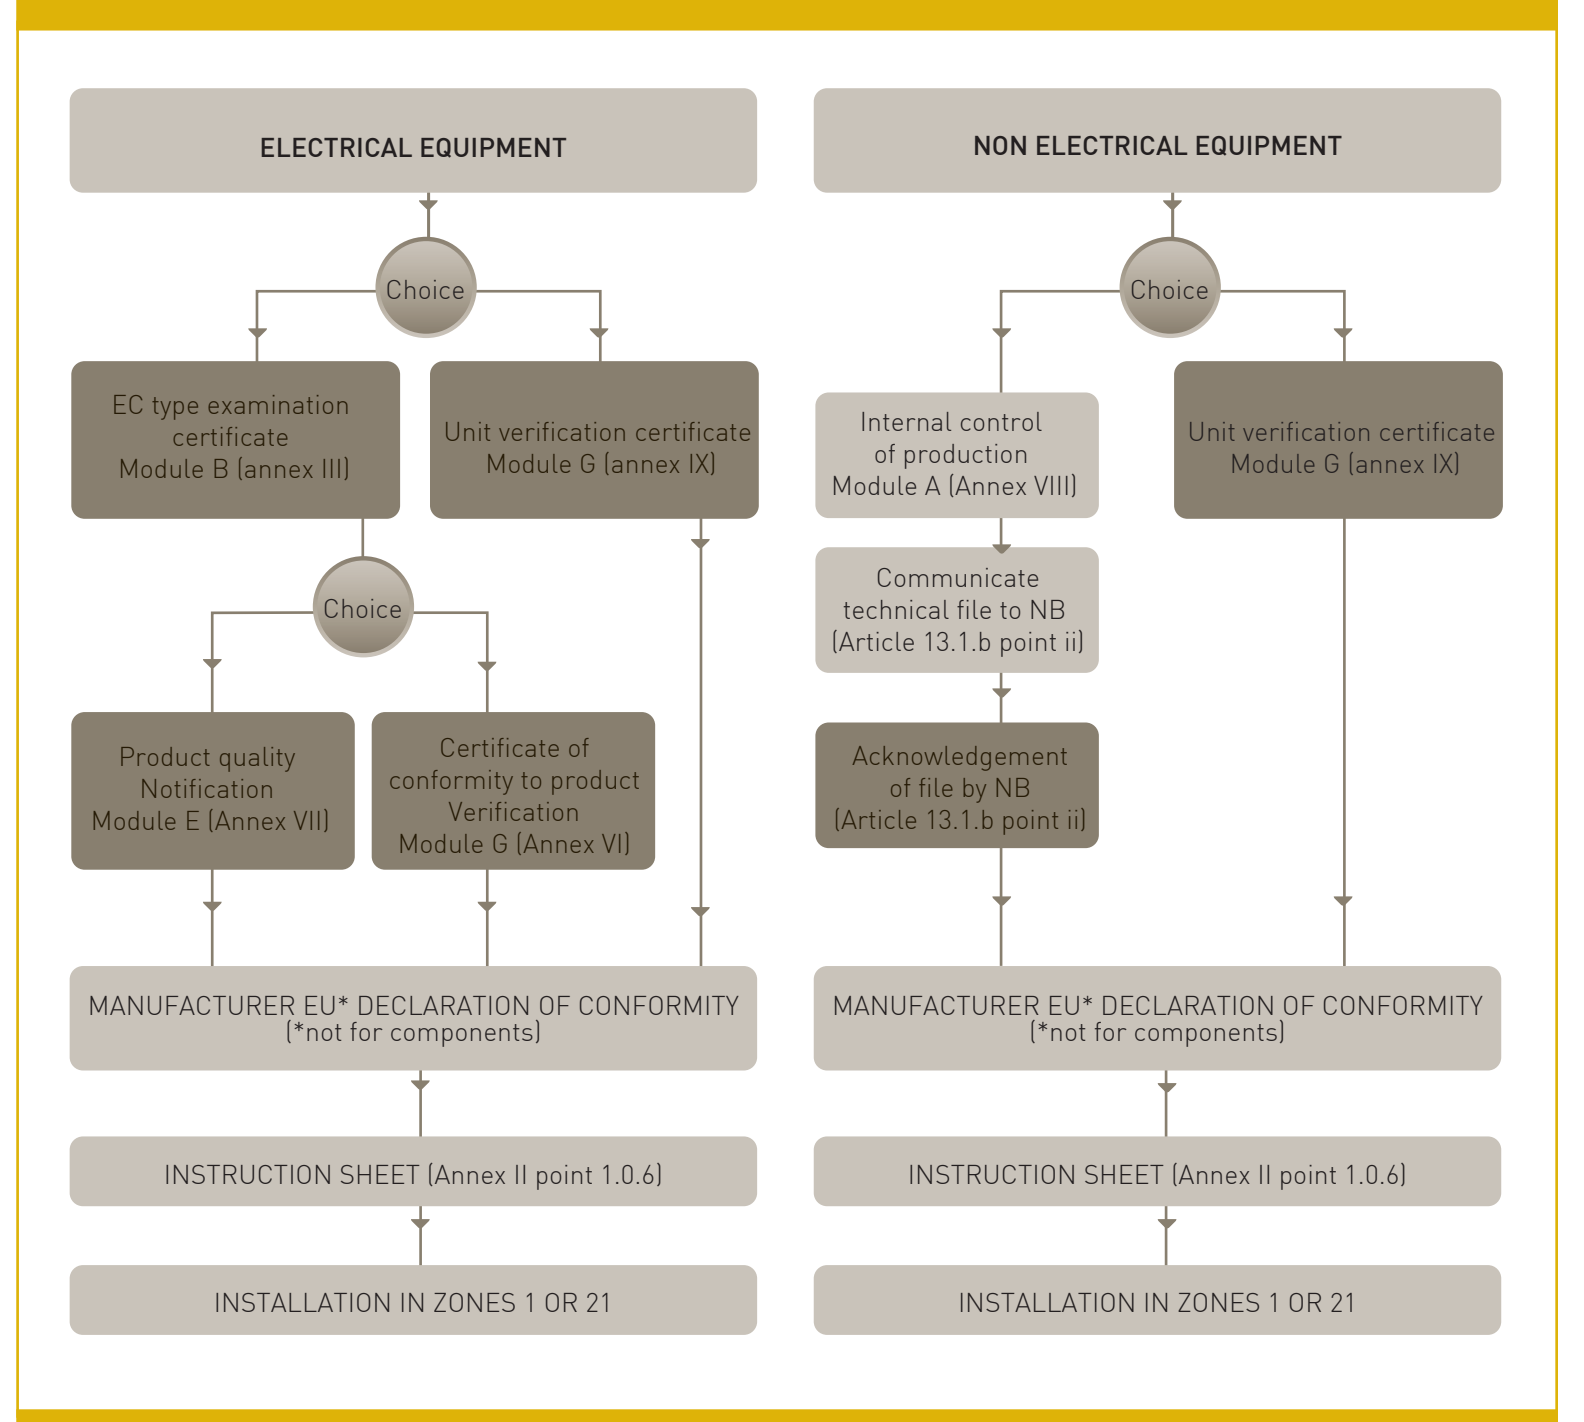 ELECTRICAL EQUIPMENT
Choice
EC type examination
certificate
Module B (annex III)
Unit verification certificate
Module G (annex IX)
Choice
Product quality
Notification
Module E (Annex VII)
Certificate of
conformity to product
Verification
Module G (Annex VI)
MANUFACTURER EU* DECLARATION OF CONFORMITY
(*not for components)
INSTRUCTION SHEET (Annex II point 1.0.6)
INSTALLATION IN ZONES 1 OR 21
NON ELECTRICAL EQUIPMENT
Choice
Internal control
of production
Module A (Annex VIII)
Communicate
technical file to NB
(Article 13.1.b point ii)
Acknowledgement
of file by NB
(Article 13.1.b point ii)
Unit verification certificate
Module G (annex IX)
MANUFACTURER EU* DECLARATION OF CONFORMITY
(*not for components)
INSTRUCTION SHEET (Annex II point 1.0.6)
INSTALLATION IN ZONES 1 OR 21